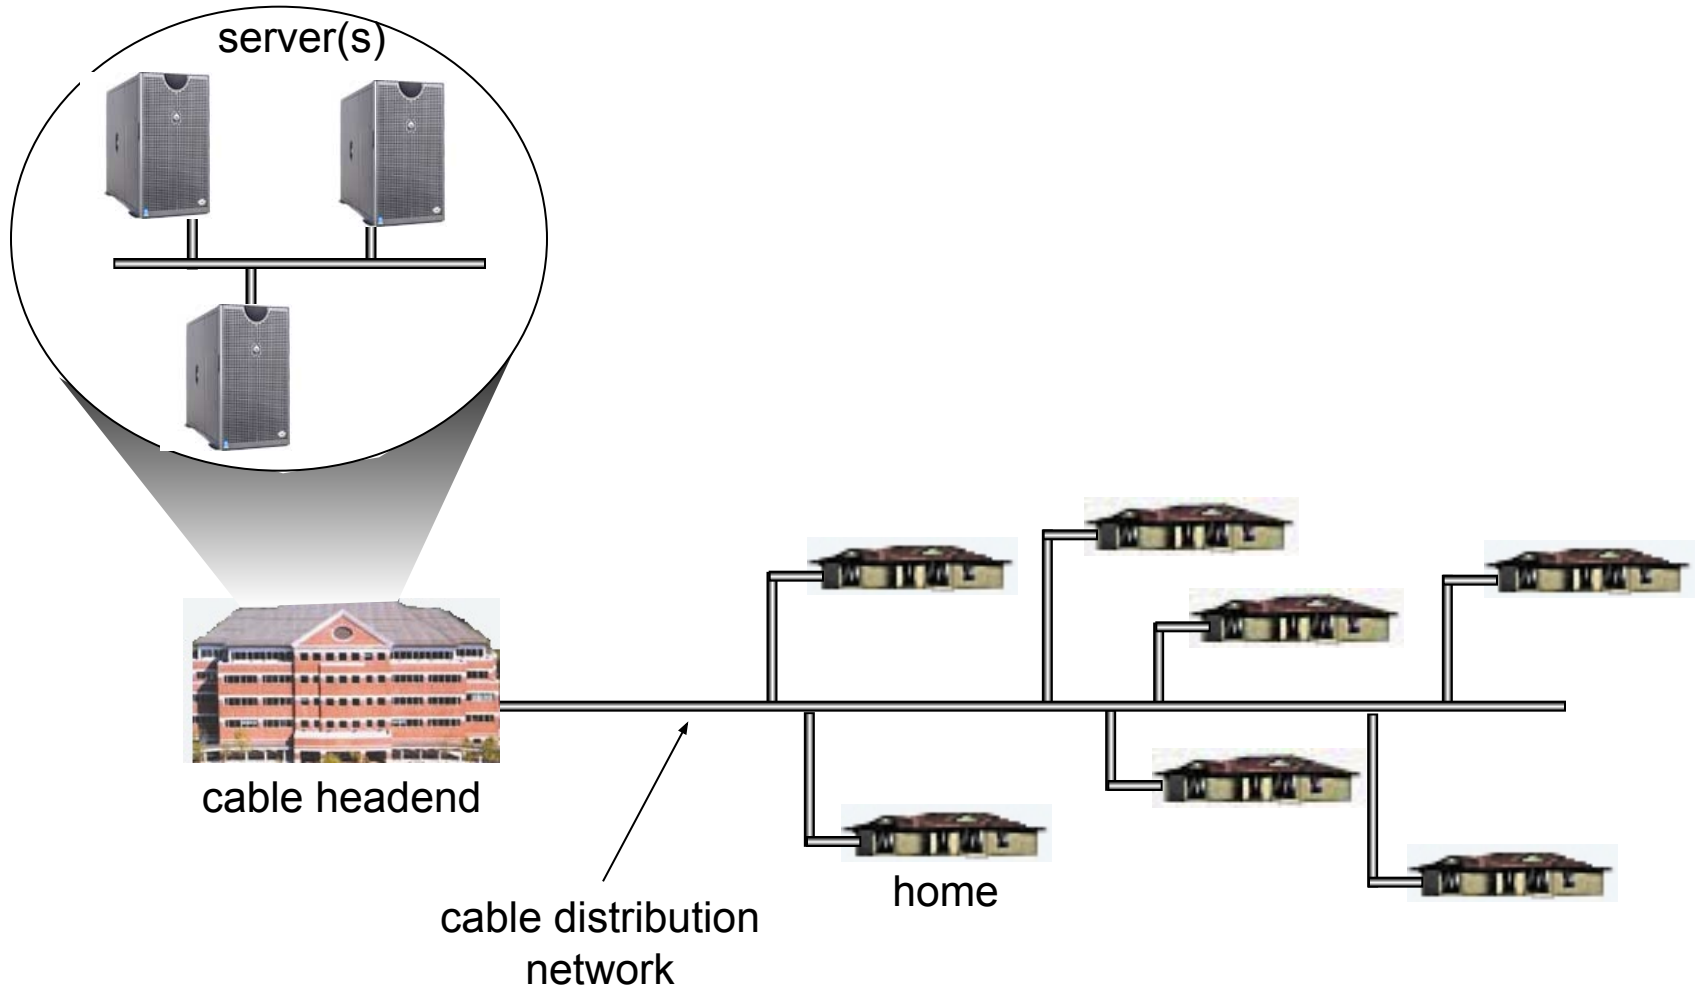 server(s)
cable headend
home
cable distribution
network